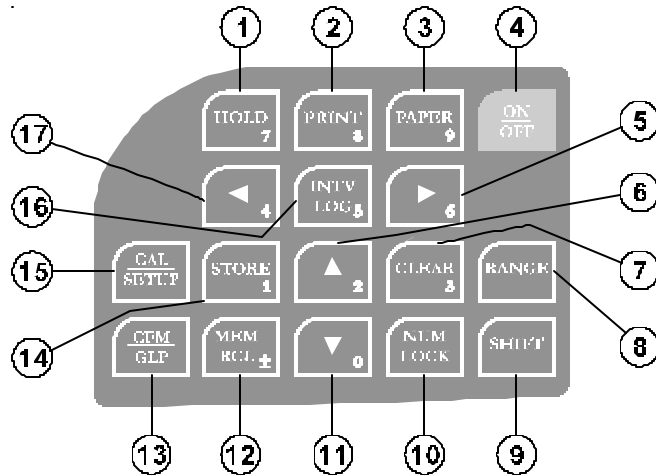 1 2 3 4
HOLD 7 PRINT 8 PAPER 9 ON OFF
17 5
4 INTV LOG 5 6
16 6
15 CAL SETUP STORE 1 2 CLEAR 3 RANGE 7
14 8
CFM GLP MEM RCL ± 0 NUM LOCK SHIFT
13 12 11 10 9